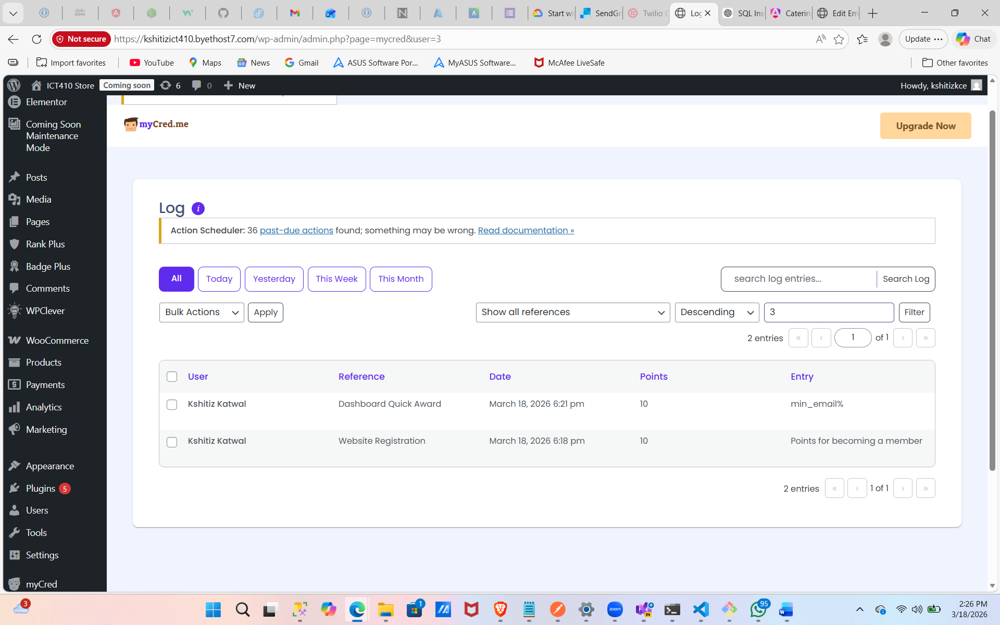 Start wi
SendGri
Twilio C
Lo
SQL Ins
Caterin
Edit Em
Not secure
https://kshitizict410.byethost7.com/wp-admin/admin.php?page=mycred&user=3
Update
Chat
Import favorites
YouTube
Maps
News
Gmail
ASUS Software Por...
MyASUS Software...
McAfee LiveSafe
Other favorites
ICT410 Store
Coming soon
6
0
New
Howdy, kshitizkce
Elementor
Coming Soon
Maintenance
Mode
Posts
Media
Pages
Rank Plus
Badge Plus
Comments
WPClever
WooCommerce
Products
Payments
Analytics
Marketing
Appearance
Plugins 5
Users
Tools
Settings
myCred
myCred.me
Upgrade Now
Log i
Action Scheduler: 36 past-due actions found; something may be wrong. Read documentation »
All
Today
Yesterday
This Week
This Month
search log entries...
Search Log
Bulk Actions
Apply
Show all references
Descending
3
Filter
2 entries « ‹ 1 of 1 › »
User Reference Date Points Entry
Kshitiz Katwal Dashboard Quick Award March 18, 2026 6:21 pm 10 min_email%
Kshitiz Katwal Website Registration March 18, 2026 6:18 pm 10 Points for becoming a member
2 entries « ‹ 1 of 1 › »
3
1
zoom
IN
95
2:26 PM
3/18/2026